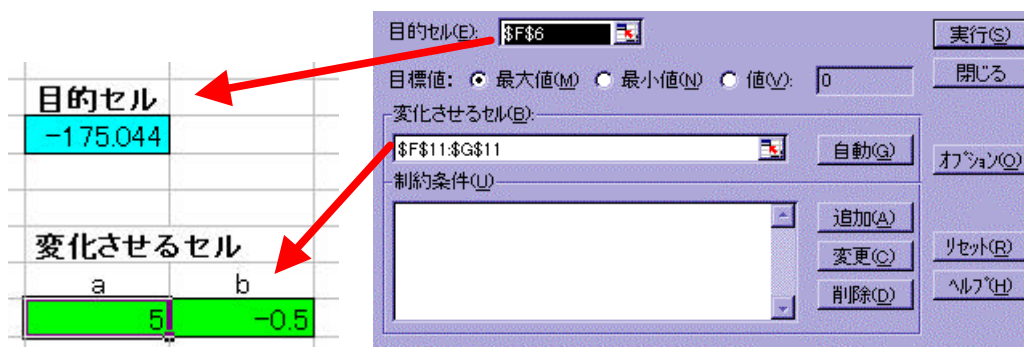 目的セル
-175.044
変化させるセル
a b
5 -0.5
目的セル(E): $F$6
目標値: 最大値(M) 最小値(N) 値(V): 0
変化させるセル(B):
$F$11:$G$11
自動(G)
制約条件(U)
追加(A)
変更(C)
削除(D)
実行(S)
閉じる
オプション(O)
リセット(R)
ヘルプ(H)